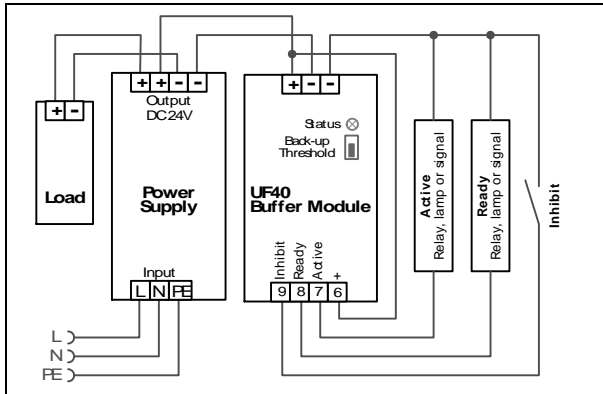 + -
+ + - -
+ - -
Output
DC24V
Status
Back-up
Threshold
Load
Power
Supply
UF40
Buffer Module
Active
Relay, lamp or signal
Ready
Relay, lamp or signal
Inhibit
Input
L N PE
Inhibit
Ready
Active
+
9 8 7 6
L
N
PE